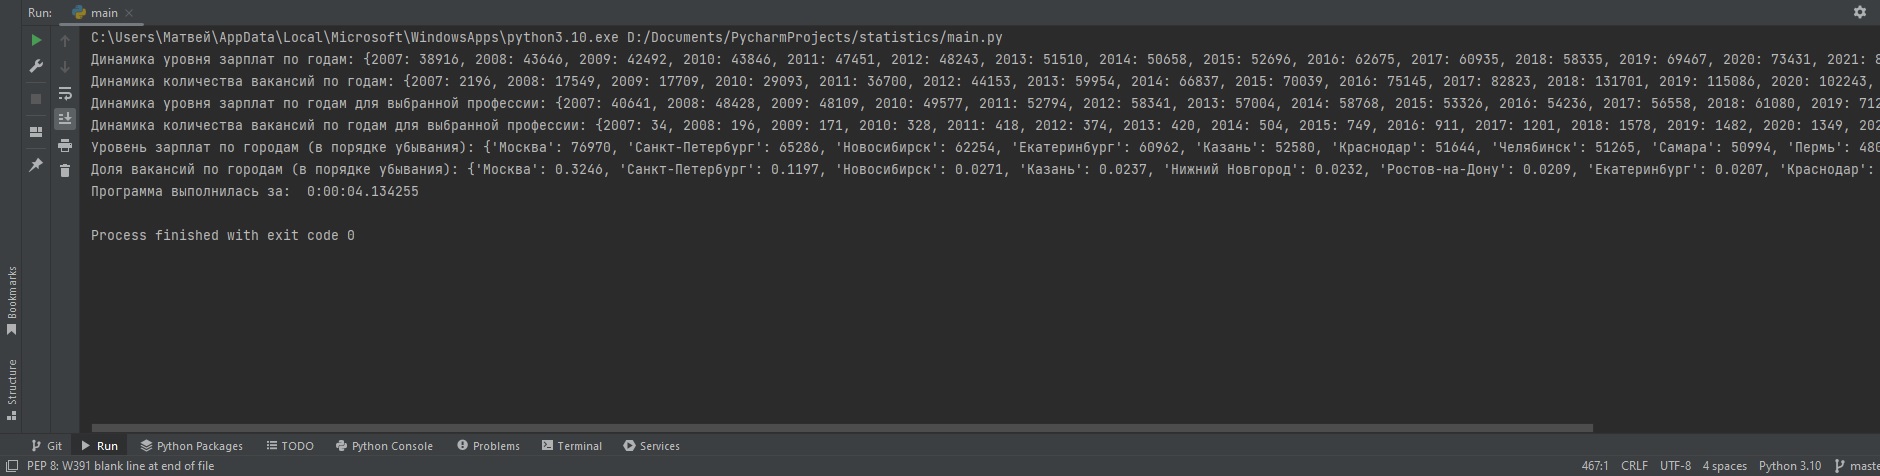 Run: main
C:\Users\Матвей\AppData\Local\Microsoft\WindowsApps\python3.10.exe D:/Documents/PycharmProjects/statistics/main.py
Динамика уровня зарплат по годам: {2007: 38916, 2008: 43646, 2009: 42492, 2010: 43846, 2011: 47451, 2012: 48243, 2013: 51510, 2014: 50658, 2015: 52696, 2016: 62675, 2017: 60935, 2018: 58335, 2019: 69467, 2020: 73431, 2021: 8
Динамика количества вакансий по годам: {2007: 2196, 2008: 17549, 2009: 17709, 2010: 29093, 2011: 36700, 2012: 44153, 2013: 59954, 2014: 66837, 2015: 70039, 2016: 75145, 2017: 82823, 2018: 131701, 2019: 115086, 2020: 102243,
Динамика уровня зарплат по годам для выбранной профессии: {2007: 40641, 2008: 48428, 2009: 48109, 2010: 49577, 2011: 52794, 2012: 58341, 2013: 57004, 2014: 58768, 2015: 53326, 2016: 54236, 2017: 56558, 2018: 61080, 2019: 712
Динамика количества вакансий по годам для выбранной профессии: {2007: 34, 2008: 196, 2009: 171, 2010: 328, 2011: 418, 2012: 374, 2013: 420, 2014: 504, 2015: 749, 2016: 911, 2017: 1201, 2018: 1578, 2019: 1482, 2020: 1349, 202
Уровень зарплат по городам (в порядке убывания): {'Москва': 76970, 'Санкт-Петербург': 65286, 'Новосибирск': 62254, 'Екатеринбург': 60962, 'Казань': 52580, 'Краснодар': 51644, 'Челябинск': 51265, 'Самара': 50994, 'Пермь': 480
Доля вакансий по городам (в порядке убывания): {'Москва': 0.3246, 'Санкт-Петербург': 0.1197, 'Новосибирск': 0.0271, 'Казань': 0.0237, 'Нижний Новгород': 0.0232, 'Ростов-на-Дону': 0.0209, 'Екатеринбург': 0.0207, 'Краснодар':
Программа выполнилась за:  0:00:04.134255
Process finished with exit code 0
Bookmarks
Structure
Git Run Python Packages TODO Python Console Problems Terminal Services
PEP 8: W391 blank line at end of file 467:1 CRLF UTF-8 4 spaces Python 3.10 maste